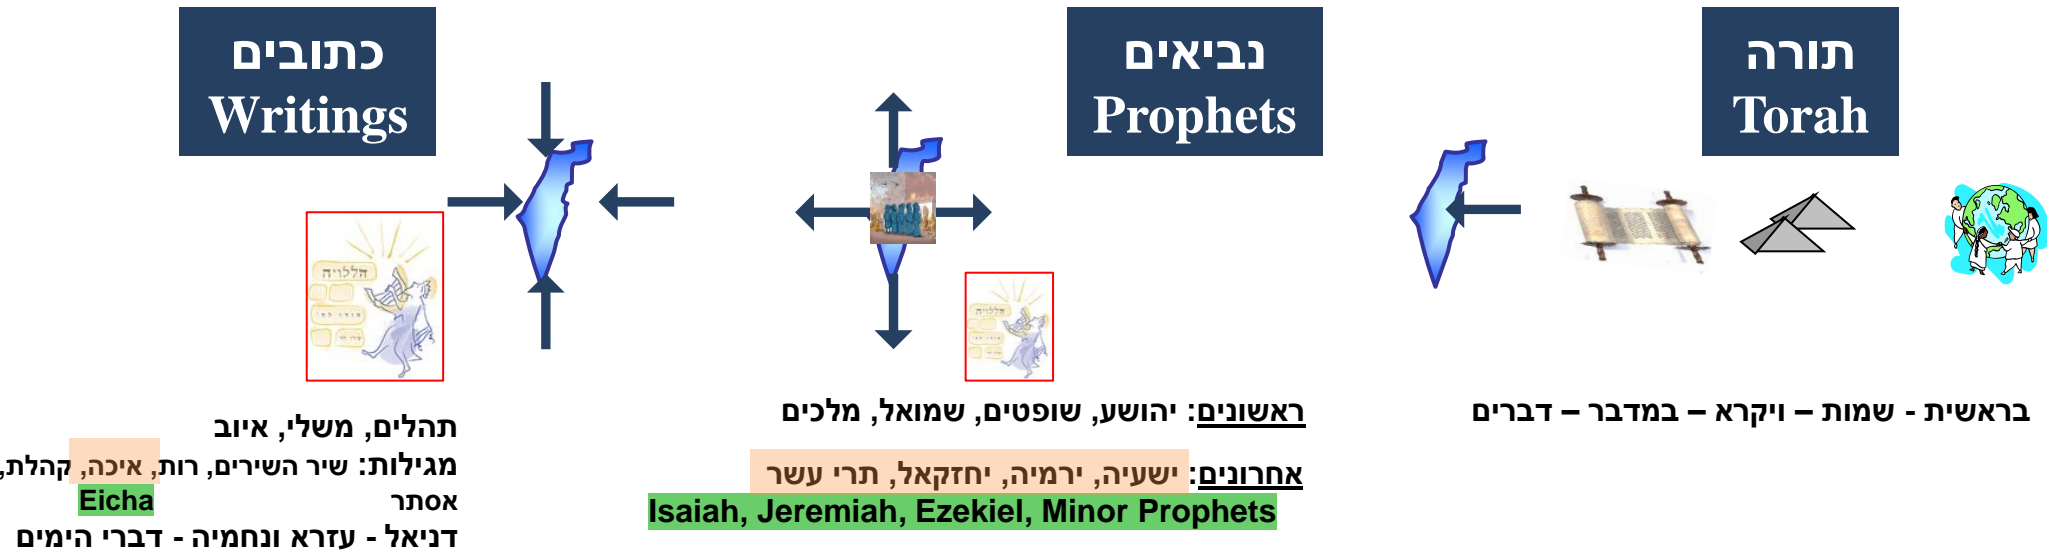 תורה
Torah
בראשית - שמות – ויקרא – במדבר – דברים
נביאים
Prophets
ראשונים: יהושע, שופטים, שמואל, מלכים
אחרונים: ישעיה, ירמיה, יחזקאל, תרי עשר
Isaiah, Jeremiah, Ezekiel, Minor Prophets
כתובים
Writings
הללויה
תהלים, משלי, איוב
מגילות: שיר השירים, רות, איכה, קהלת,
אסתר
Eicha
דניאל - עזרא ונחמיה - דברי הימים